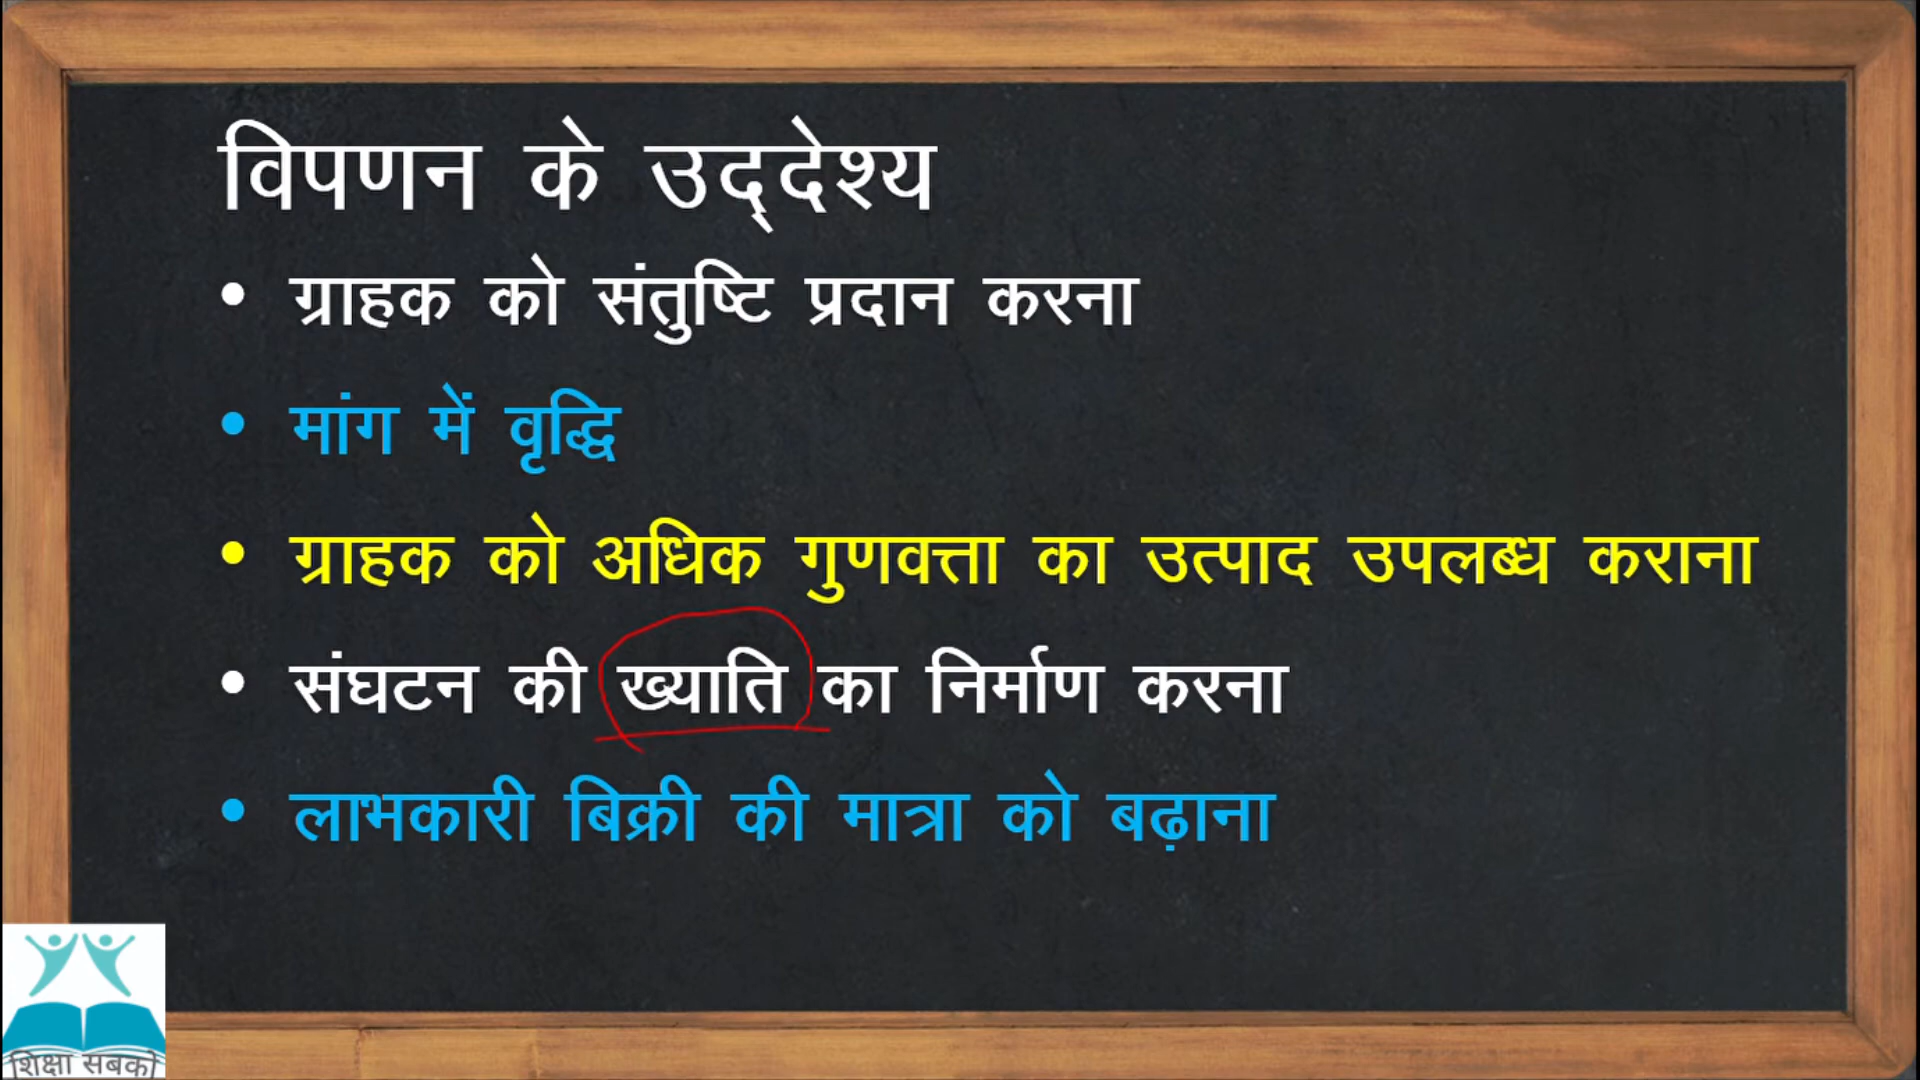 विपणन के उद्‌देश्य
• ग्राहक को संतुष्टि प्रदान करना
• मांग में वृद्धि
• ग्राहक को अधिक गुणवत्ता का उत्पाद उपलब्ध कराना
• संघटन की ख्याति का निर्माण करना
• लाभकारी बिक्री की मात्रा को बढ़ाना
शिक्षा सबको